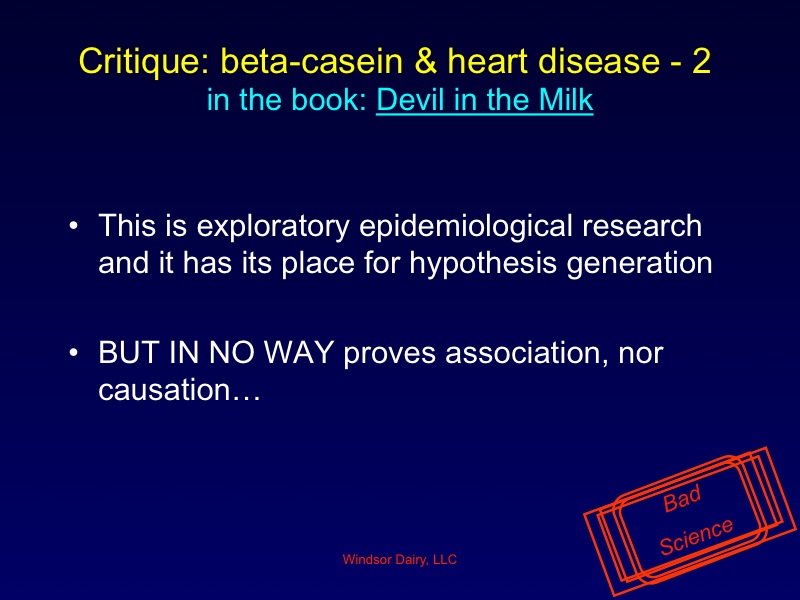 Critique: beta-casein & heart disease - 2
in the book: Devil in the Milk
• This is exploratory epidemiological research
and it has its place for hypothesis generation
• BUT IN NO WAY proves association, nor
causation…
Bad
Science
Windsor Dairy, LLC